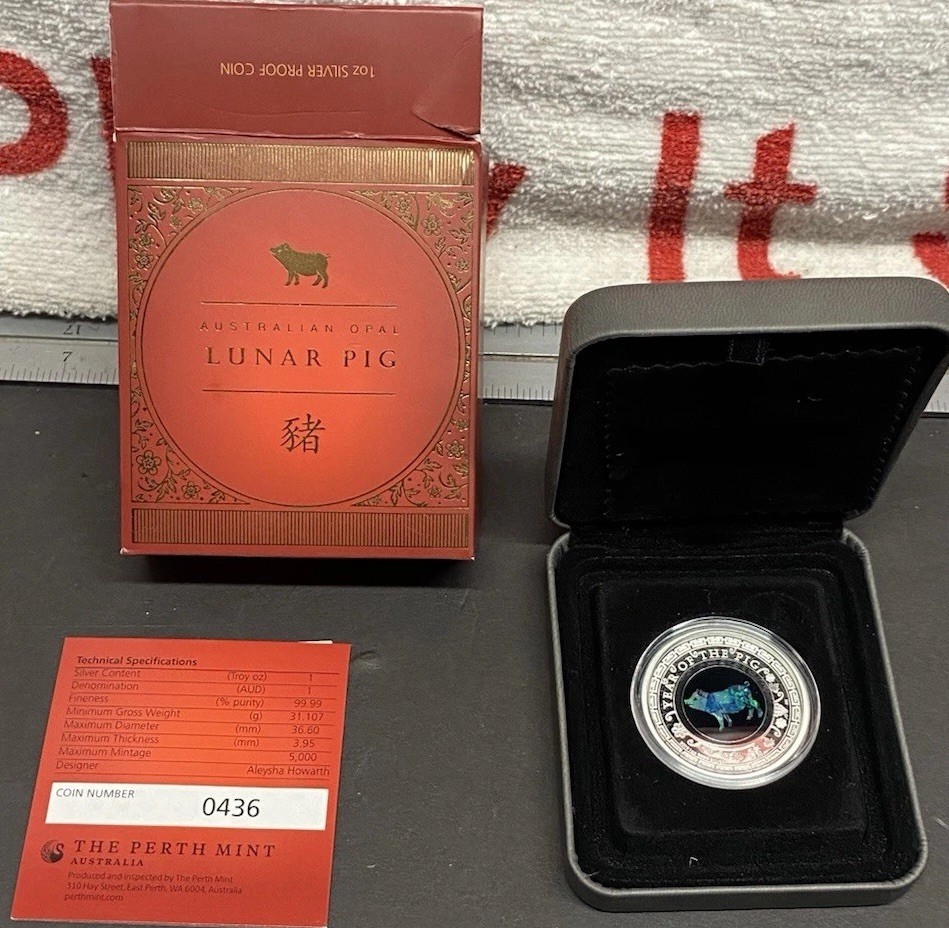 1oz SILVER PROOF COIN
AUSTRALIAN OPAL
LUNAR PIG
豬
It
21
7
YEAR OF THE PIG
Technical Specifications
Silver Content (Troy oz) 1
Denomination (AUD) 1
Fineness (% purity) 99.99
Minimum Gross Weight (g) 31.107
Maximum Diameter (mm) 36.60
Maximum Thickness (mm) 3.95
Maximum Mintage 5,000
Designer Aleysha Howarth
COIN NUMBER 0436
THE PERTH MINT
AUSTRALIA
Produced and inspected by The Perth Mint
310 Hay Street, East Perth, WA 6004, Australia
perthmint.com